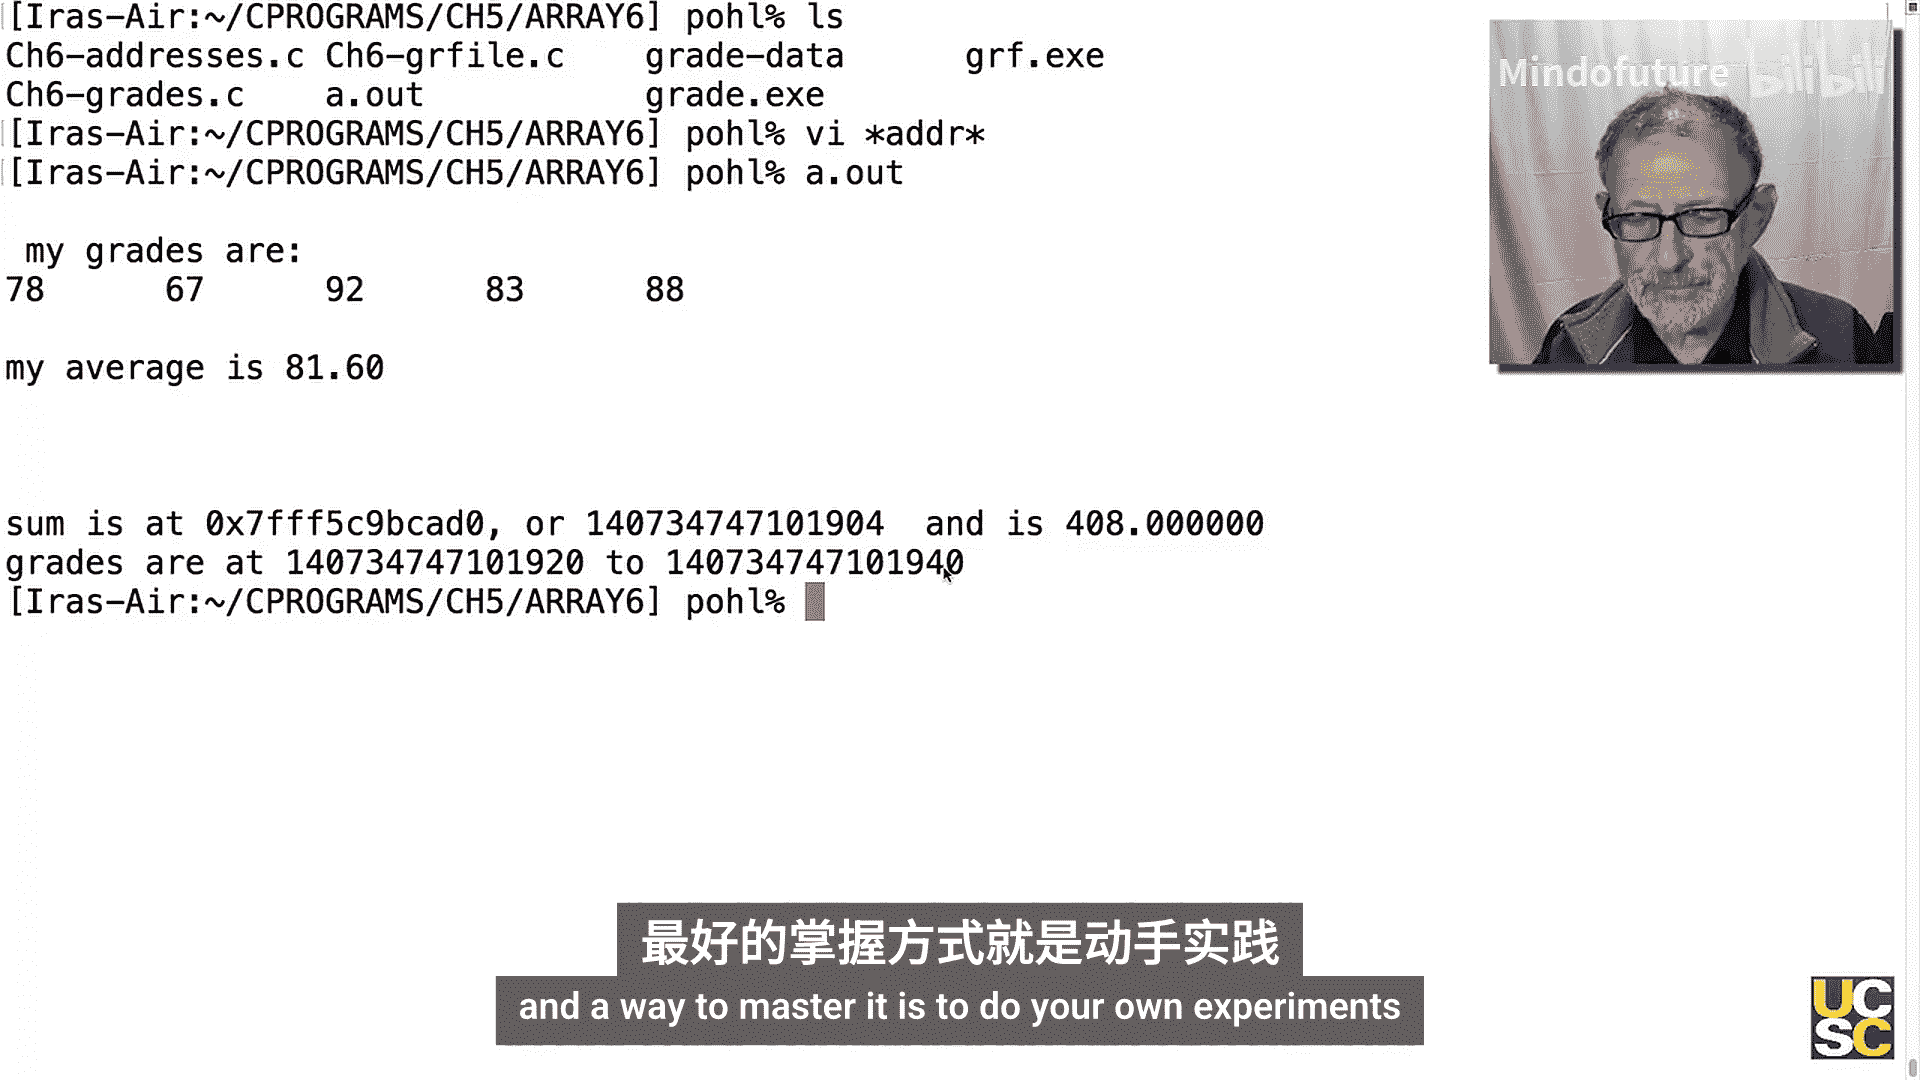 [Iras-Air:~/CPROGRAMS/CH5/ARRAY6] pohl% ls
Ch6-addresses.c Ch6-grfile.c grade-data grf.exe
Ch6-grades.c a.out grade.exe
[Iras-Air:~/CPROGRAMS/CH5/ARRAY6] pohl% vi *addr*
[Iras-Air:~/CPROGRAMS/CH5/ARRAY6] pohl% a.out
my grades are:
78 67 92 83 88
my average is 81.60
sum is at 0x7fff5c9bcad0, or 140734747101904 and is 408.000000
grades are at 140734747101920 to 140734747101940
[Iras-Air:~/CPROGRAMS/CH5/ARRAY6] pohl%
Mindofuture bilibili
最好的掌握方式就是动手实践
and a way to master it is to do your own experiments
UC
SC